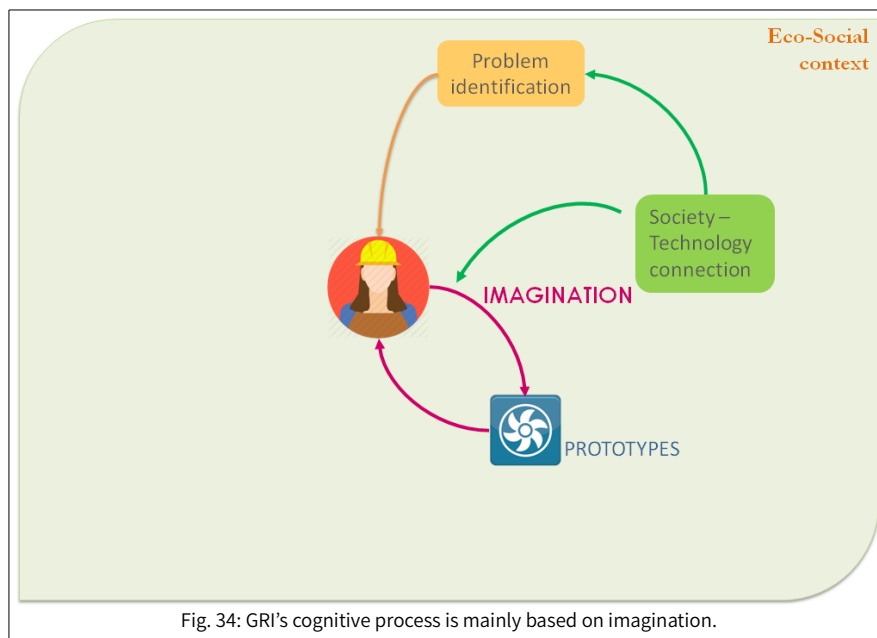 Eco-Social
context
Problem
identification
Society –
Technology
connection
IMAGINATION
PROTOTYPES
Fig. 34: GRI’s cognitive process is mainly based on imagination.